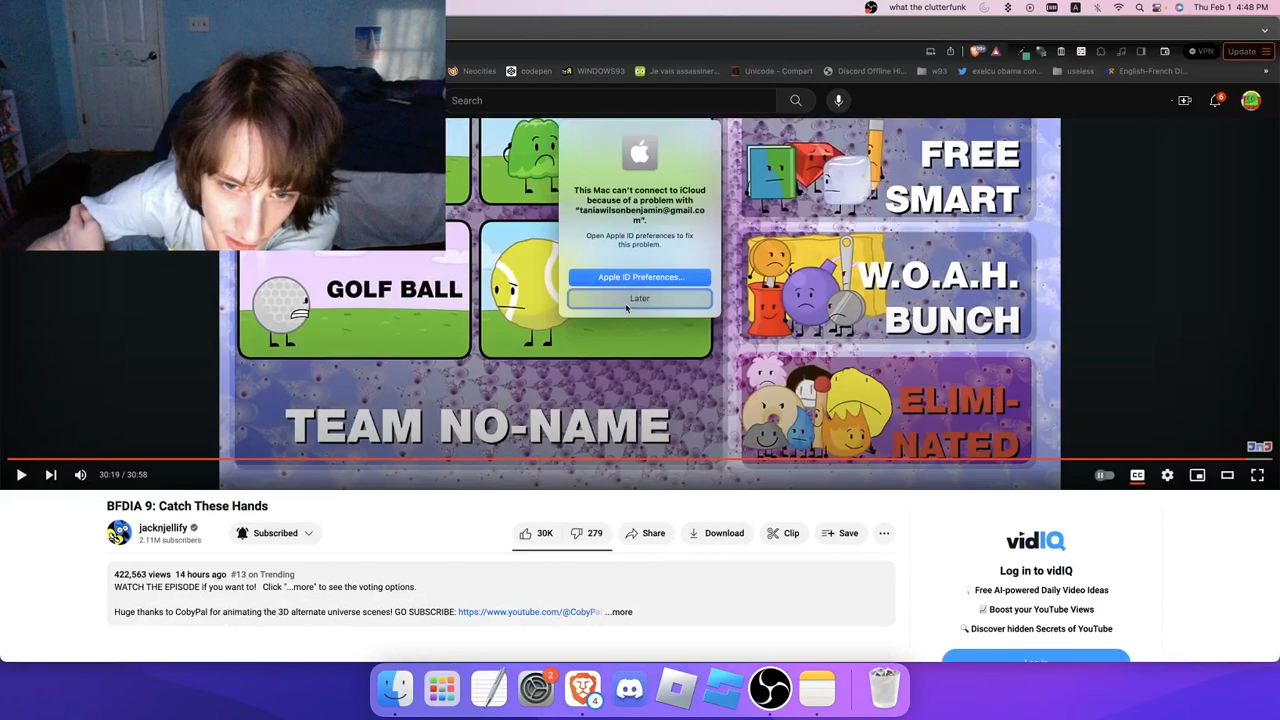 what the clutterfunk
A
Thu Feb 1 4:48 PM
VPN
Update
Neocities
codepen
WINDOWS93
Je vais assassiner...
Unicode - Compart
Discord Offline Hi...
w93
exelcu obama con...
useless
English-French Di...
»
Search
6
This Mac can't connect to iCloud
because of a problem with
"taniawilsonbenjamin@gmail.co
m".
Open Apple ID preferences to fix
this problem.
Apple ID Preferences...
Later
FREE
SMART
GOLF BALL
W.O.A.H.
BUNCH
TEAM NO-NAME
ELIMI-
NATED
30:19 / 30:58
CC
BFDIA 9: Catch These Hands
jacknjellify
2.11M subscribers
Subscribed
30K
279
Share
Download
Clip
Save
422,563 views 14 hours ago #13 on Trending
WATCH THE EPISODE if you want to! Click "...more" to see the voting options.
Huge thanks to CobyPal for animating the 3D alternate universe scenes! GO SUBSCRIBE: https://www.youtube.com/@CobyPal ...more
vidIQ
Log in to vidIQ
Free AI-powered Daily Video Ideas
Boost your YouTube Views
Discover hidden Secrets of YouTube
2
4